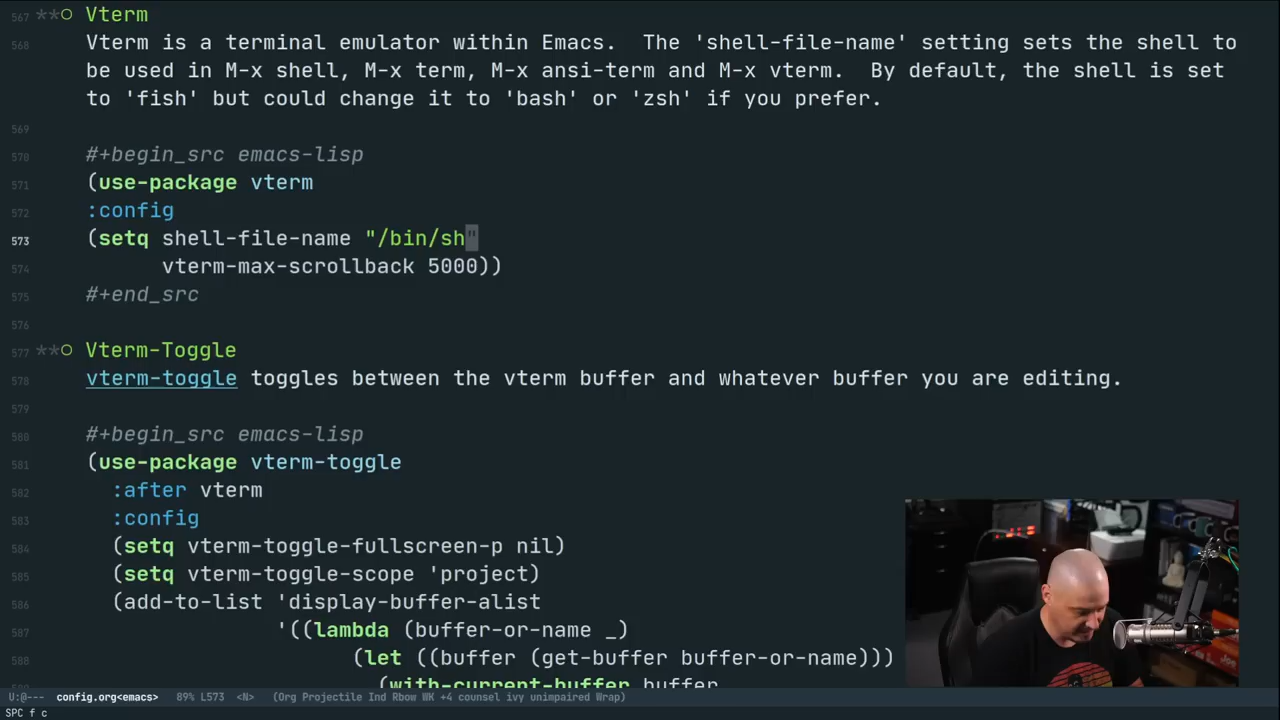 567 **○ Vterm
568 Vterm is a terminal emulator within Emacs.  The 'shell-file-name' setting sets the shell to
be used in M-x shell, M-x term, M-x ansi-term and M-x vterm.  By default, the shell is set
to 'fish' but could change it to 'bash' or 'zsh' if you prefer.
569
570 #+begin_src emacs-lisp
571 (use-package vterm
572 :config
573 (setq shell-file-name "/bin/sh"
574       vterm-max-scrollback 5000))
575 #+end_src
576
577 **○ Vterm-Toggle
578 vterm-toggle toggles between the vterm buffer and whatever buffer you are editing.
579
580 #+begin_src emacs-lisp
581 (use-package vterm-toggle
582   :after vterm
583   :config
584   (setq vterm-toggle-fullscreen-p nil)
585   (setq vterm-toggle-scope 'project)
586   (add-to-list 'display-buffer-alist
587                '((lambda (buffer-or-name _)
588                      (let ((buffer (get-buffer buffer-or-name)))
(with-current-buffer buffer
U:@--- config.org<emacs> 89% L573 <N> (Org Projectile Ind Rbow WK +4 counsel ivy unimpaired Wrap)
SPC f c